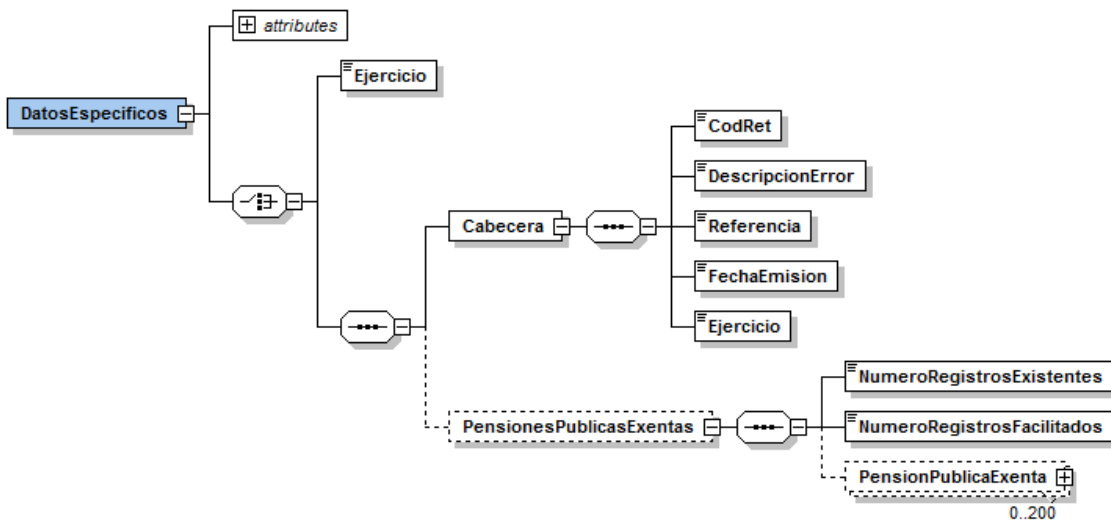 attributes
Ejercicio
DatosEspecificos
CodRet
DescripcionError
Cabecera
Referencia
FechaEmision
Ejercicio
NumeroRegistrosExistentes
PensionesPublicasExentas
NumeroRegistrosFacilitados
PensionPublicaExenta
0..200